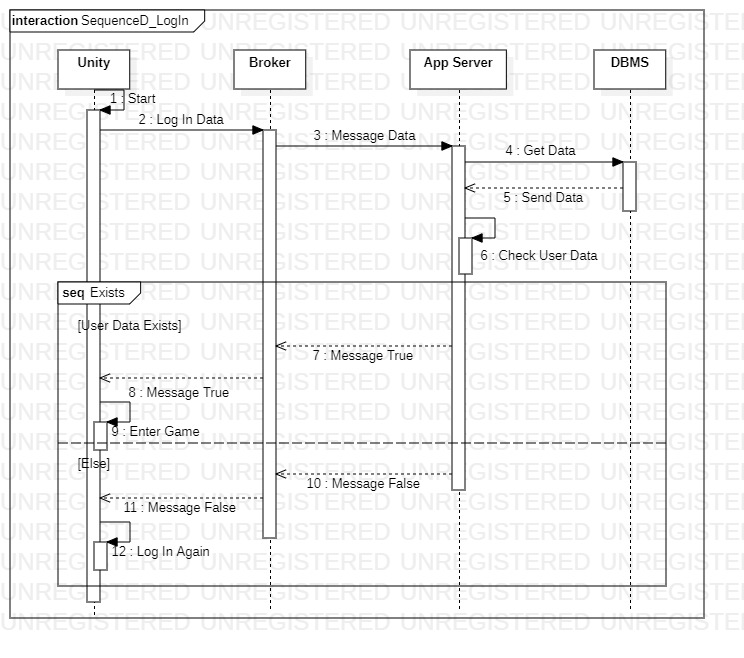 interaction SequenceD_LogIn
Unity
Broker
App Server
DBMS
1 : Start
2 : Log In Data
3 : Message Data
4 : Get Data
5 : Send Data
6 : Check User Data
seq Exists
[User Data Exists]
7 : Message True
8 : Message True
9 : Enter Game
[Else]
10 : Message False
11 : Message False
12 : Log In Again
UNREGISTERED